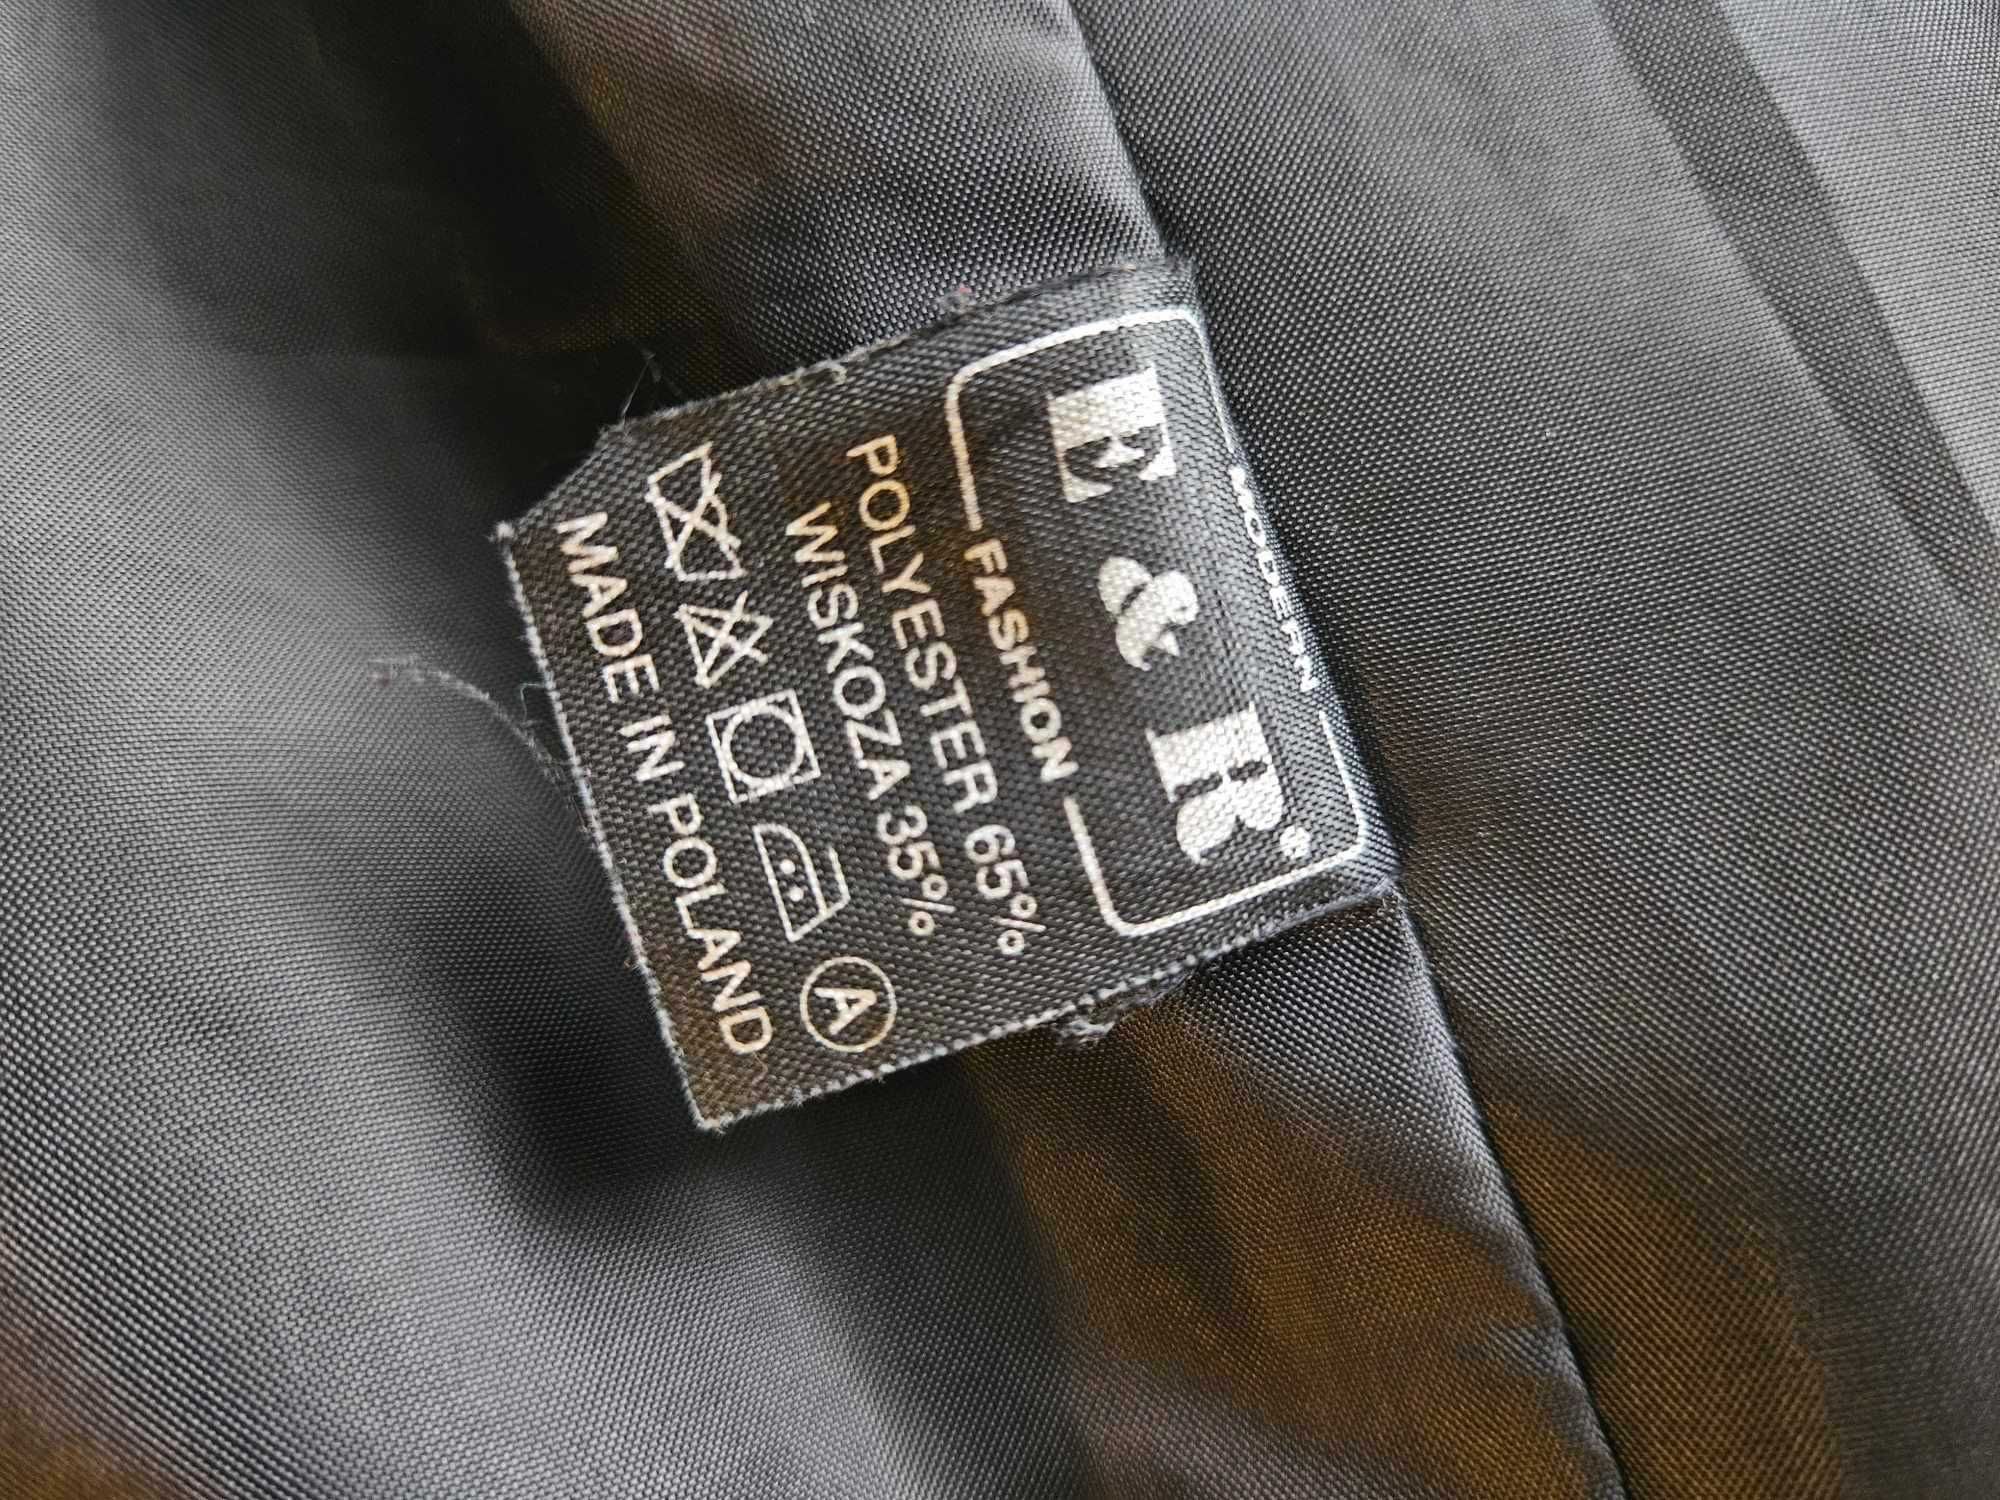 MODERN
E & R®
FASHION
POLYESTER 65%
WISKOZA 35%
A
MADE IN POLAND